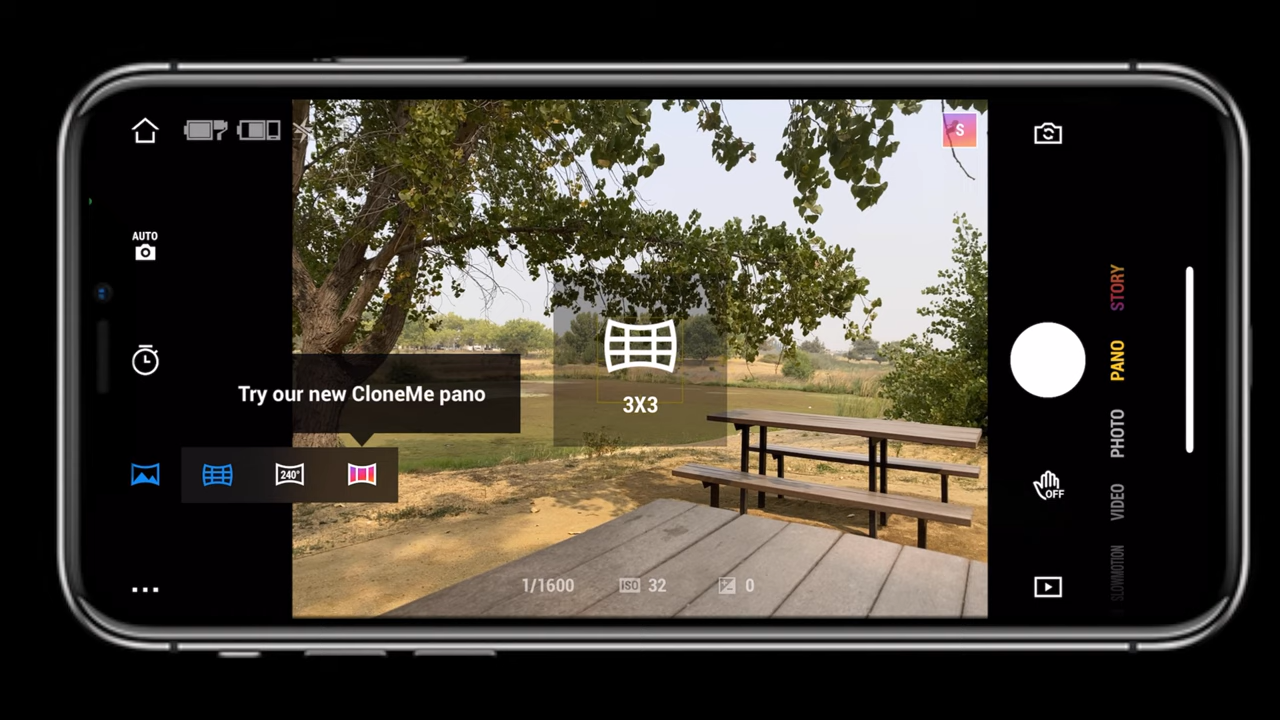 S
AUTO
STORY
Try our new CloneMe pano
3X3
PANO
240°
PHOTO
OFF
VIDEO
1/1600
ISO 32
0
SLOWMOTION